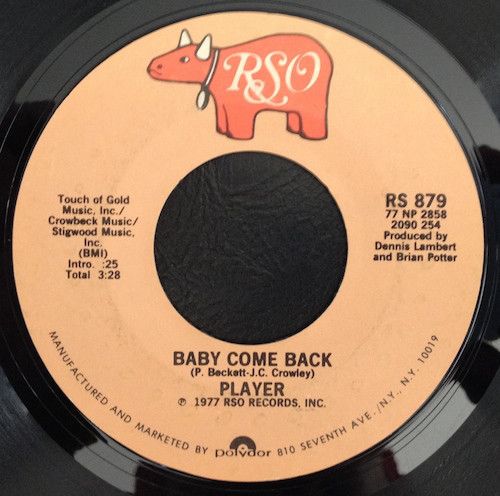 RSO
Touch of Gold
Music, Inc./
Crowbeck Music/
Stigwood Music,
Inc.
(BMI)
Intro. :25
Total 3:28
RS 879
77 NP 2858
2090 254
Produced by
Dennis Lambert
and Brian Potter
BABY COME BACK
(P. Beckett-J.C. Crowley)
PLAYER
℗ 1977 RSO RECORDS, INC.
MANUFACTURED AND MARKETED BY polydor 810 SEVENTH AVE., N.Y., N.Y. 10019